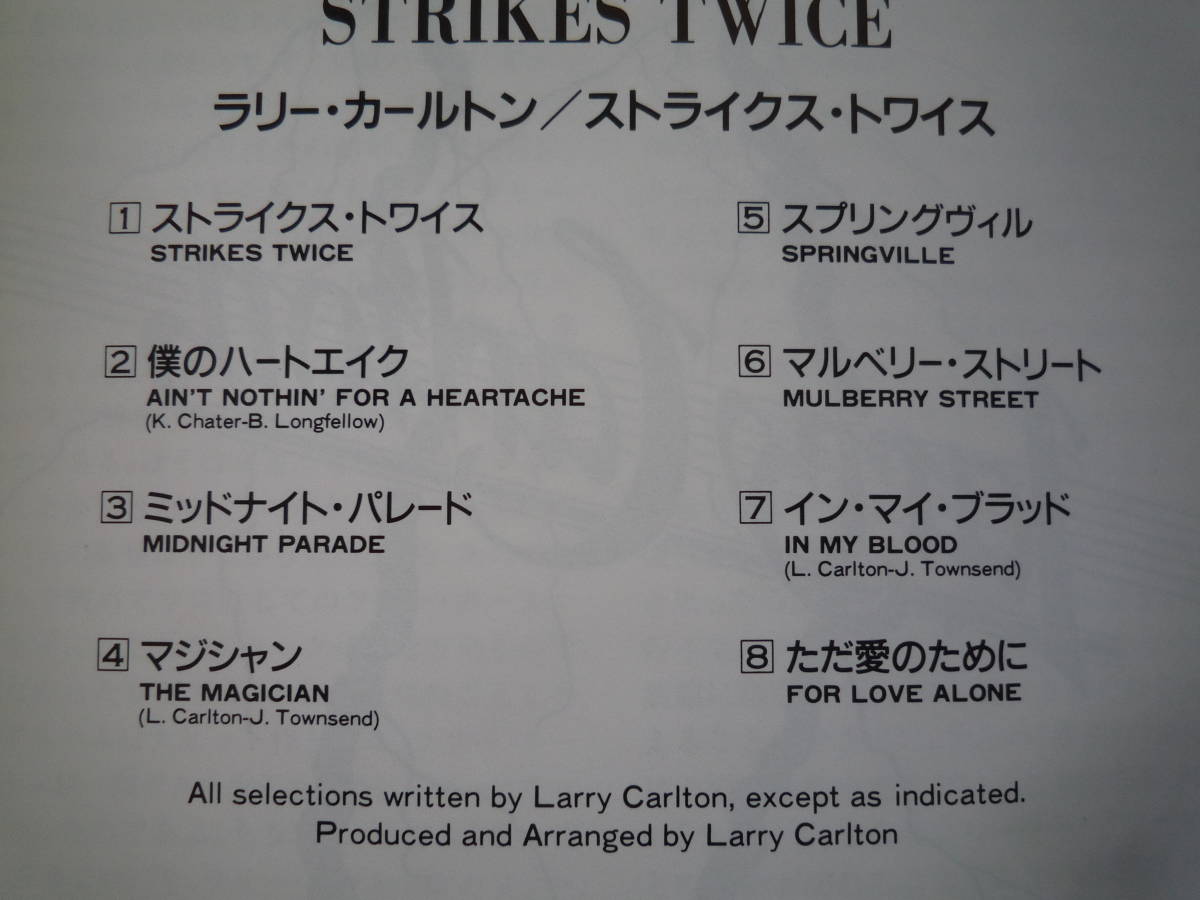 STRIKES TWICE
ラリー・カールトン／ストライクス・トワイス
1 ストライクス・トワイス
STRIKES TWICE
2 僕のハートエイク
AIN'T NOTHIN' FOR A HEARTACHE
(K. Chater-B. Longfellow)
3 ミッドナイト・パレード
MIDNIGHT PARADE
4 マジシャン
THE MAGICIAN
(L. Carlton-J. Townsend)
5 スプリングヴィル
SPRINGVILLE
6 マルベリー・ストリート
MULBERRY STREET
7 イン・マイ・ブラッド
IN MY BLOOD
(L. Carlton-J. Townsend)
8 ただ愛のために
FOR LOVE ALONE
All selections written by Larry Carlton, except as indicated.
Produced and Arranged by Larry Carlton